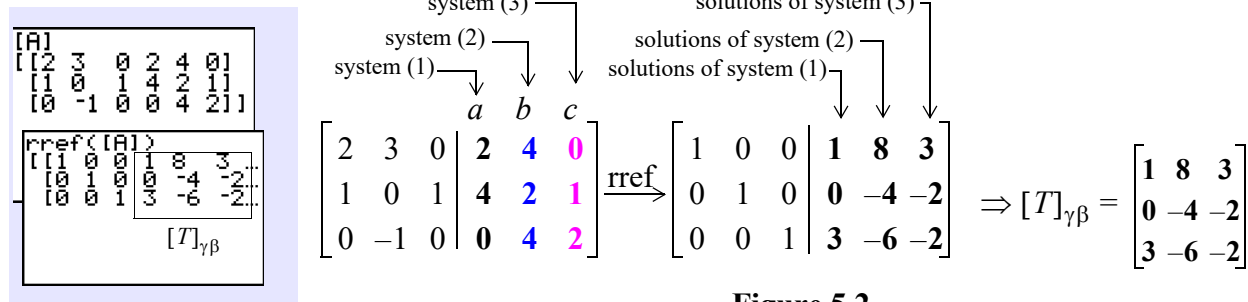 [A]
[[2 3 0 2 4 0]
[1 0 1 4 2 1]
[0 -1 0 0 4 2]]
rref([A])
[[1 0 0 1 8 3 …
[0 1 0 0 -4 -2…
[0 0 1 3 -6 -2…
[T]γβ
system (3)
system (2)
system (1)
a b c
2 3 0 2 4 0
1 0 1 4 2 1
0 –1 0 0 4 2
rref
solutions of system (3)
solutions of system (2)
solutions of system (1)
1 0 0 1 8 3
0 1 0 0 –4 –2
0 0 1 3 –6 –2
⇒ [T]γβ =
1 8 3
0 –4 –2
3 –6 –2
Figure 5.2